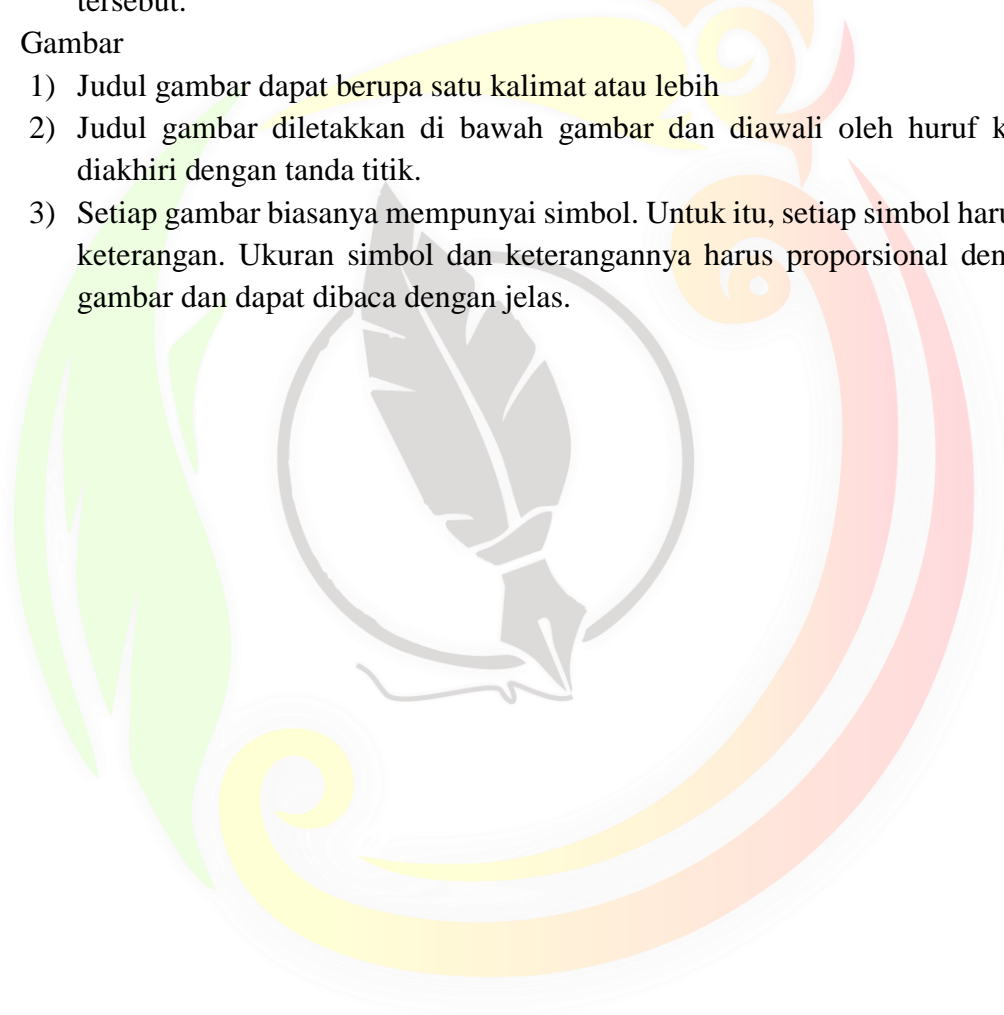 tersebut.
Gambar
1) Judul gambar dapat berupa satu kalimat atau lebih
2) Judul gambar diletakkan di bawah gambar dan diawali oleh huruf
diakhiri dengan tanda titik.
3) Setiap gambar biasanya mempunyai simbol. Untuk itu, setiap simbol
keterangan. Ukuran simbol dan keterangannya harus proporsional
gambar dan dapat dibaca dengan jelas.